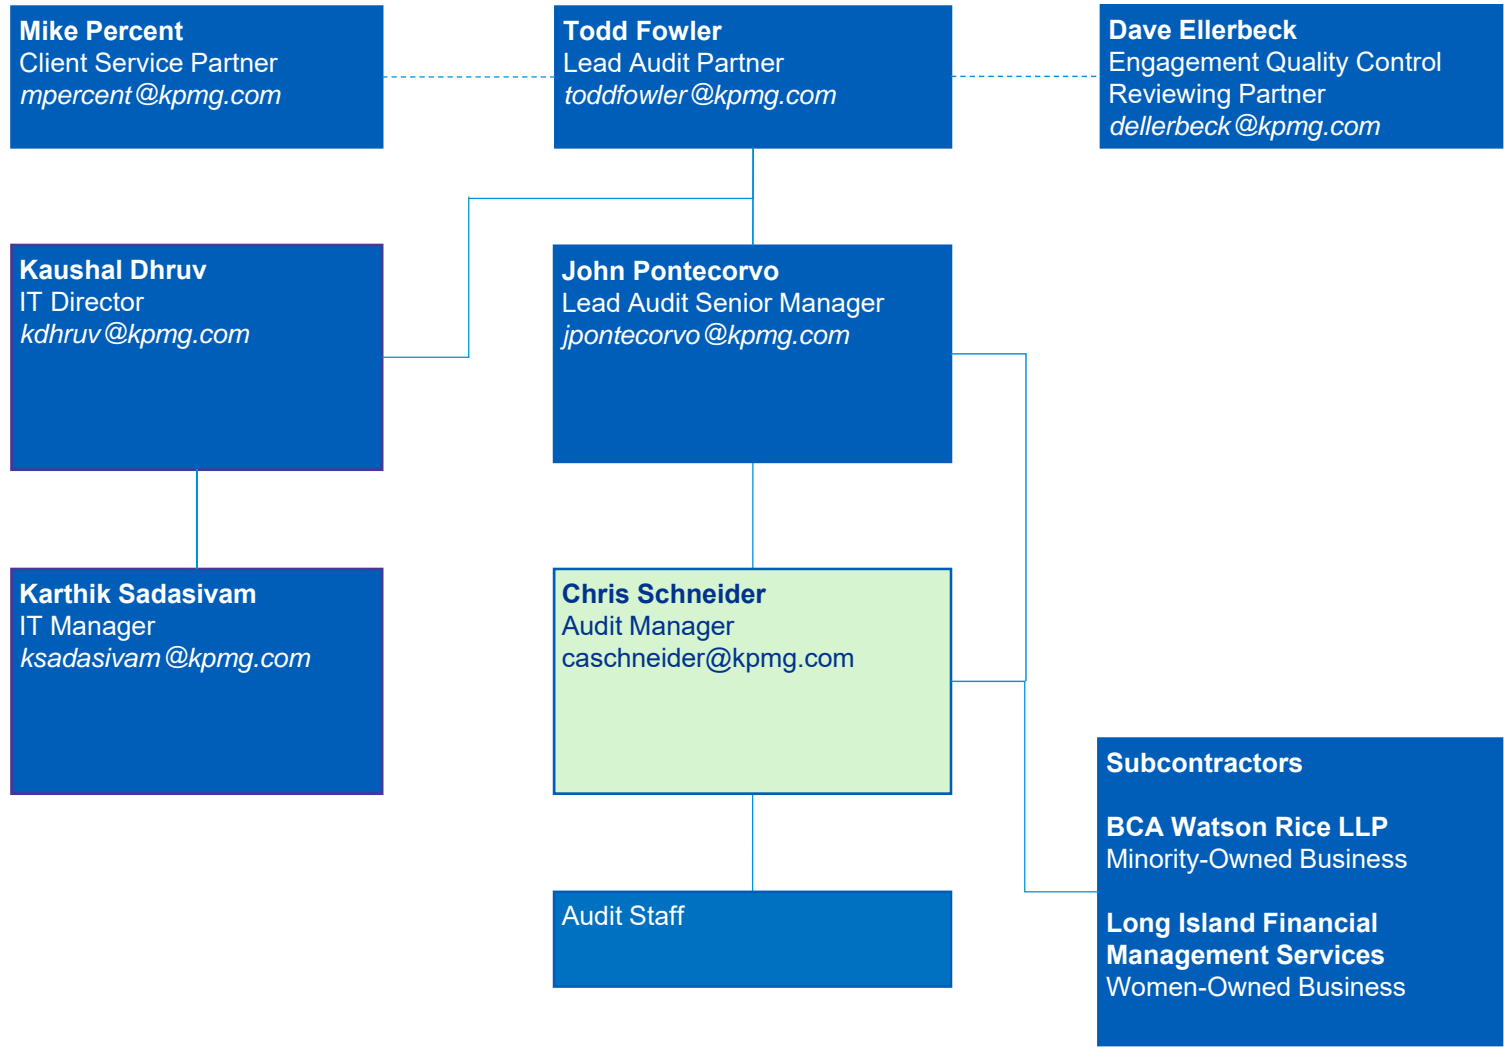 Mike Percent
Client Service Partner
mpercent@kpmg.com
Todd Fowler
Lead Audit Partner
toddfowler@kpmg.com
Dave Ellerbeck
Engagement Quality Control
Reviewing Partner
dellerbeck@kpmg.com
Kaushal Dhruv
IT Director
kdhruv@kpmg.com
John Pontecorvo
Lead Audit Senior Manager
jpontecorvo@kpmg.com
Karthik Sadasivam
IT Manager
ksadasivam@kpmg.com
Chris Schneider
Audit Manager
caschneider@kpmg.com
Subcontractors
BCA Watson Rice LLP
Minority-Owned Business
Long Island Financial
Management Services
Women-Owned Business
Audit Staff